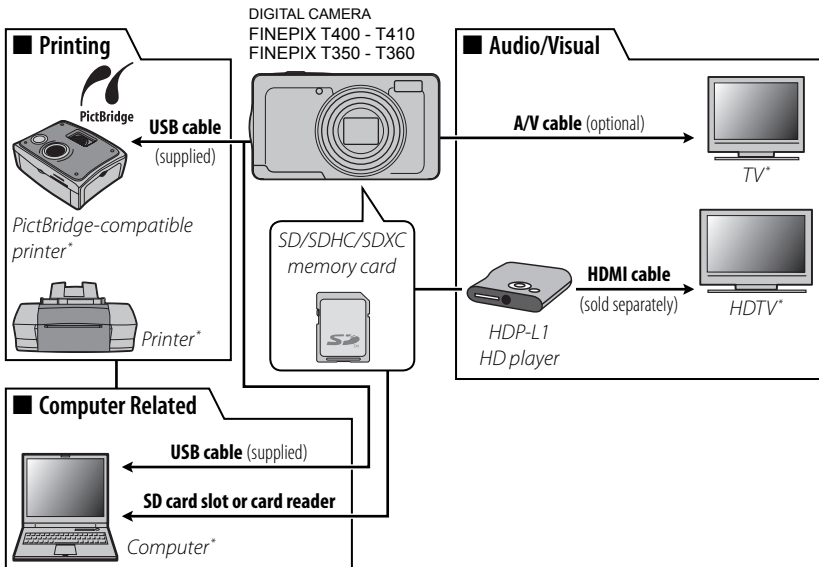 DIGITAL CAMERA
FINEPIX T400 - T410
FINEPIX T350 - T360
■ Printing
PictBridge
USB cable
(supplied)
PictBridge-compatible
printer*
Printer*
■ Audio/Visual
A/V cable (optional)
TV*
SD/SDHC/SDXC
memory card
SD
HDMI cable
(sold separately)
HDP-L1
HD player
HDTV*
■ Computer Related
USB cable (supplied)
SD card slot or card reader
Computer*